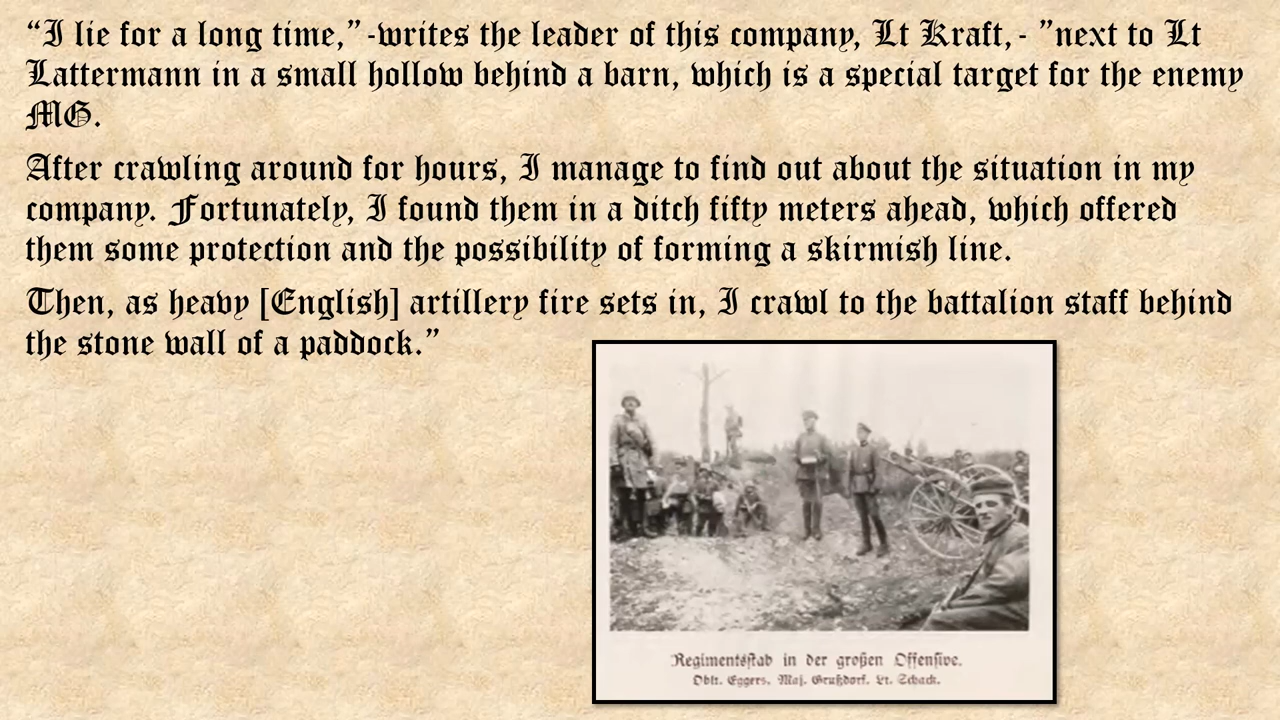 “I lie for a long time,” -writes the leader of this company, Lt Kraft, - ”next to Lt
Lattermann in a small hollow behind a barn, which is a special target for the enemy
MG.
After crawling around for hours, I manage to find out about the situation in my
company. Fortunately, I found them in a ditch fifty meters ahead, which offered
them some protection and the possibility of forming a skirmish line.
Then, as heavy [English] artillery fire sets in, I crawl to the battalion staff behind
the stone wall of a paddock.”
Regimentsstab in der großen Offensive.
Oblt. Eggers. Maj. Grußdorf. Lt. Schack.